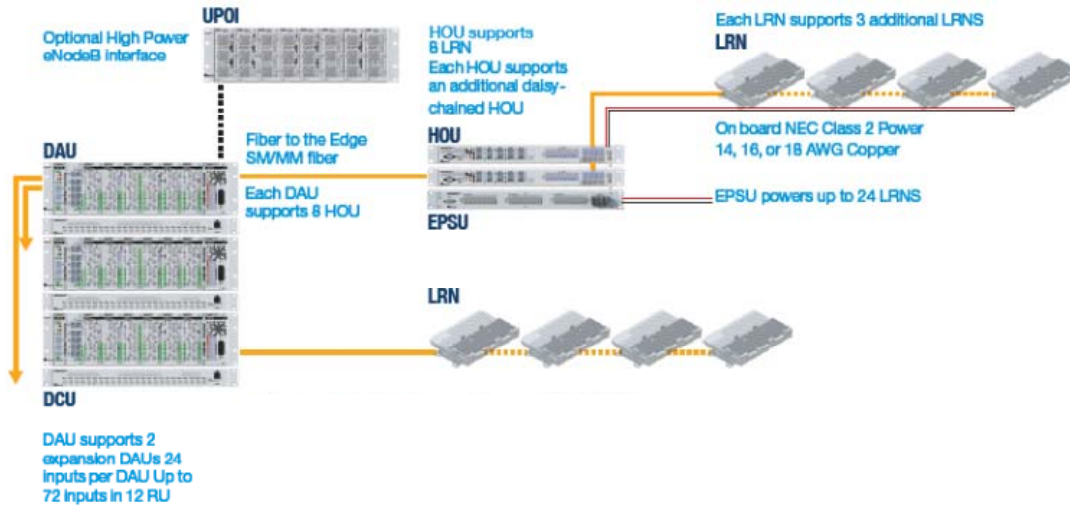 UPOI
Optional High Power
eNodeB interface
HOU supports
8 LRN
Each HOU supports
an additional daisy-
chained HOU
Each LRN supports 3 additional LRNS
LRN
DAU
Fiber to the Edge
SM/MM fiber
Each DAU
supports 8 HOU
HOU
On board NEC Class 2 Power
14, 16, or 18 AWG Copper
EPSU powers up to 24 LRNS
EPSU
LRN
DCU
DAU supports 2
expansion DAUs 24
inputs per DAU Up to
72 inputs in 12 RU